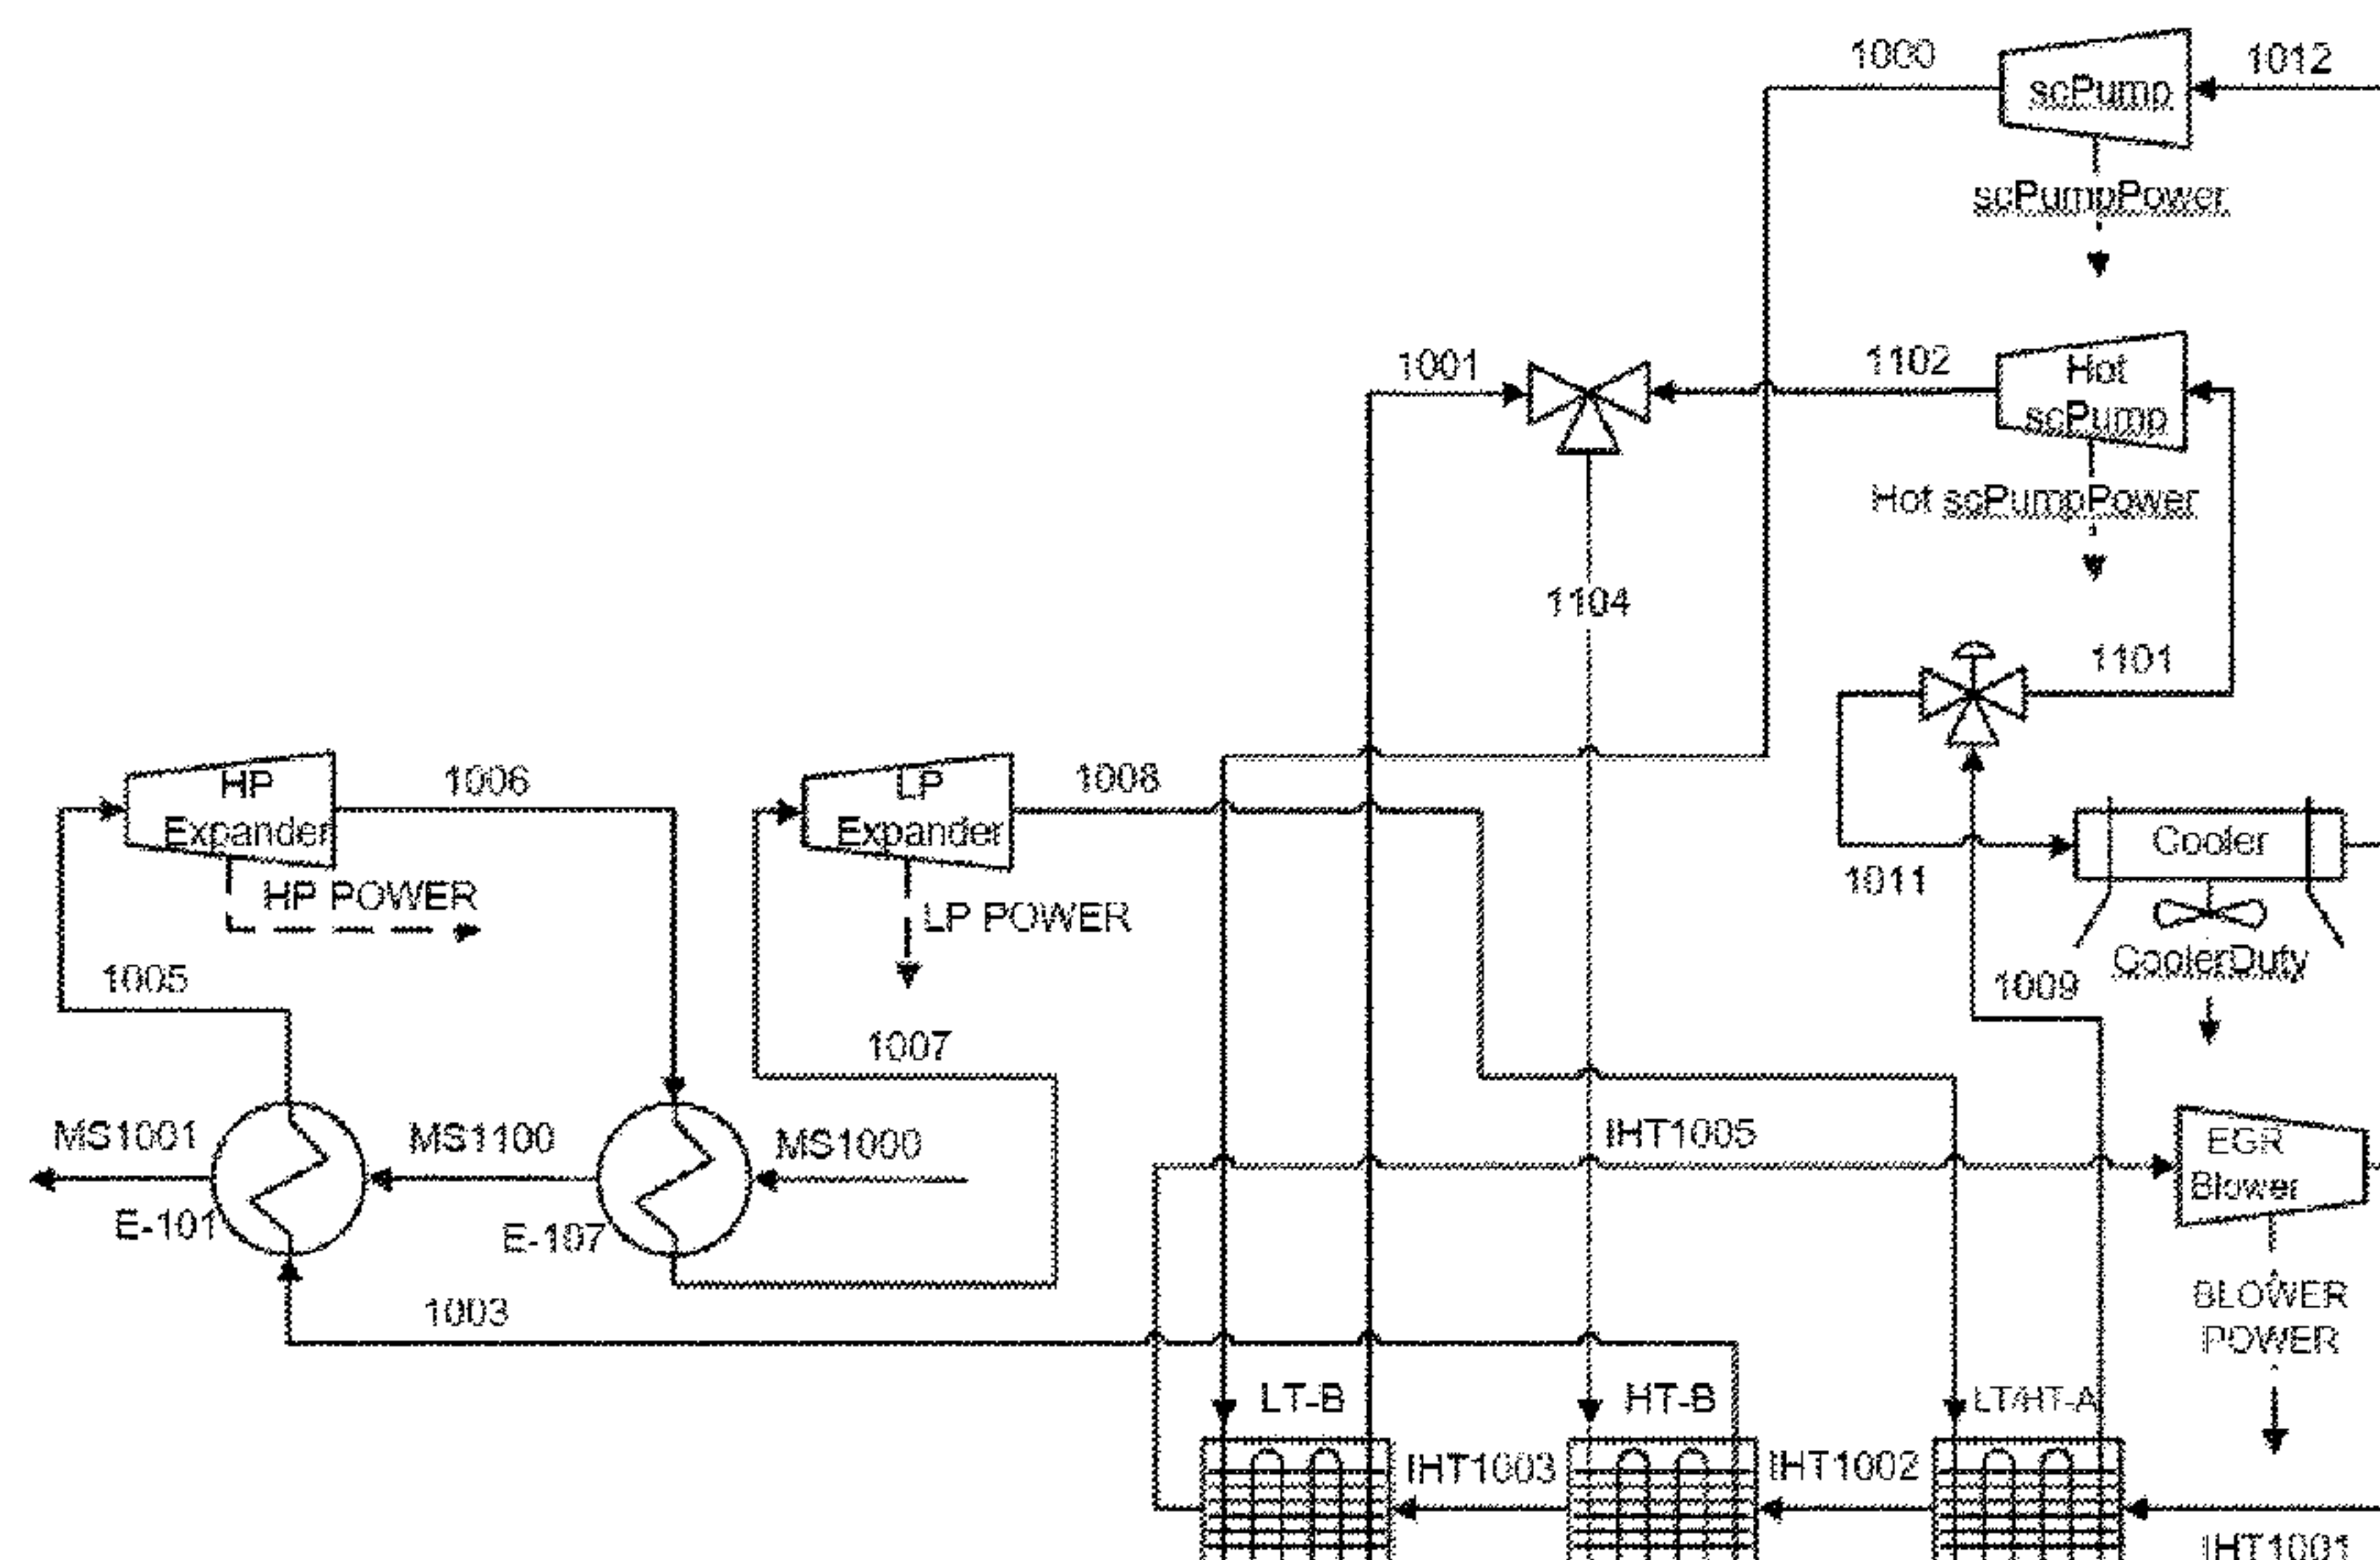 1000
1012
scPump
scPumpPower
1001
1102
Hot
scPump
Hot scPumpPower
1104
1101
HP
Expander
1006
LP
Expander
1008
Cooler
1011
HP POWER
LP POWER
CoolerDuty
1005
1009
1007
MS1001
MS1100
MS1000
IHT1005
EGR
Blower
E-101
E-107
BLOWER
POWER
1003
LT-B
HT-B
LT/HT-A
IHT1003
IHT1002
IHT1001